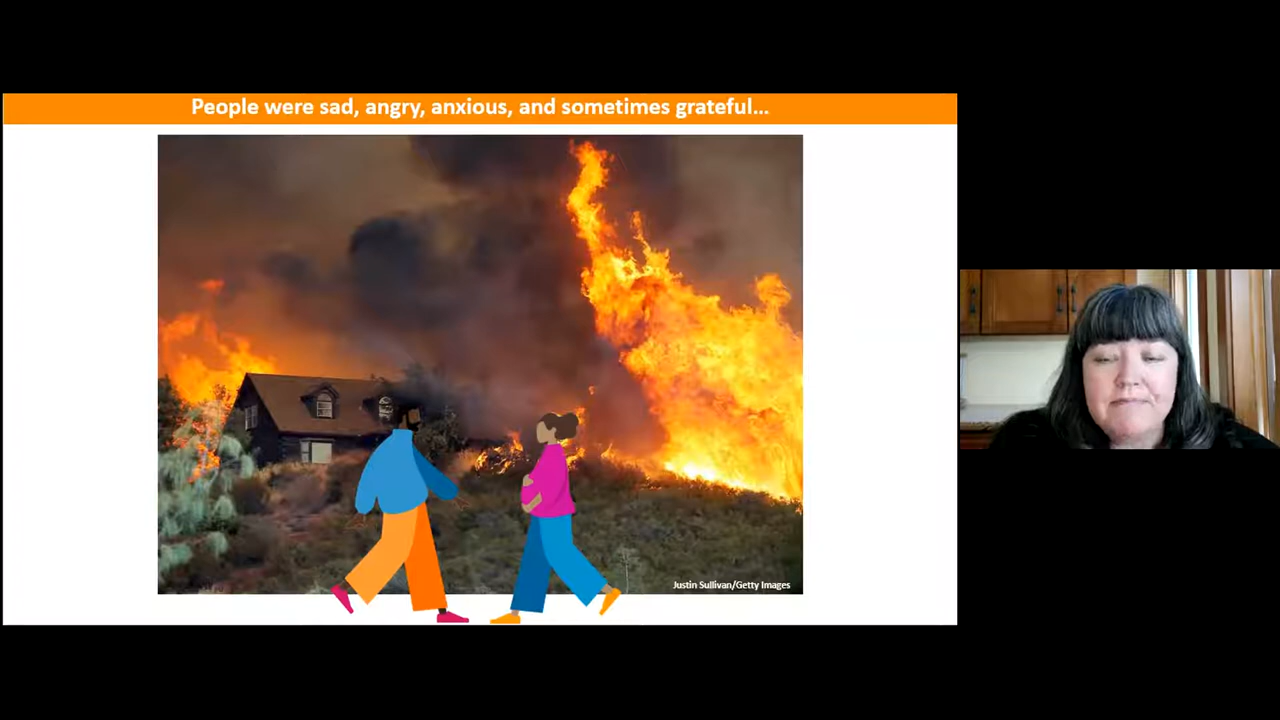 People were sad, angry, anxious, and sometimes grateful...
Justin Sullivan/Getty Images